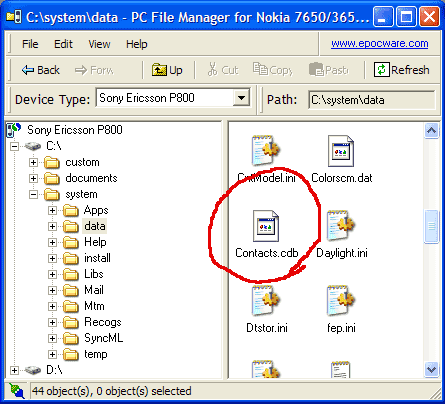 C:\system\data - PC File Manager for Nokia 7650/365...
File Edit View Help www.epocware.com
Back Forw Up Cut Copy Paste Refresh
Device Type: Sony Ericsson P800 Path: C:\system\data
Sony Ericsson P800
C:\
custom
documents
system
Apps
data
Help
install
Libs
Mail
Mtm
Recogs
SyncML
temp
D:\
CntModel.ini Colorscm.dat
Contacts.cdb Daylight.ini
Dtstor.ini fep.ini
44 object(s), 0 object(s) selected